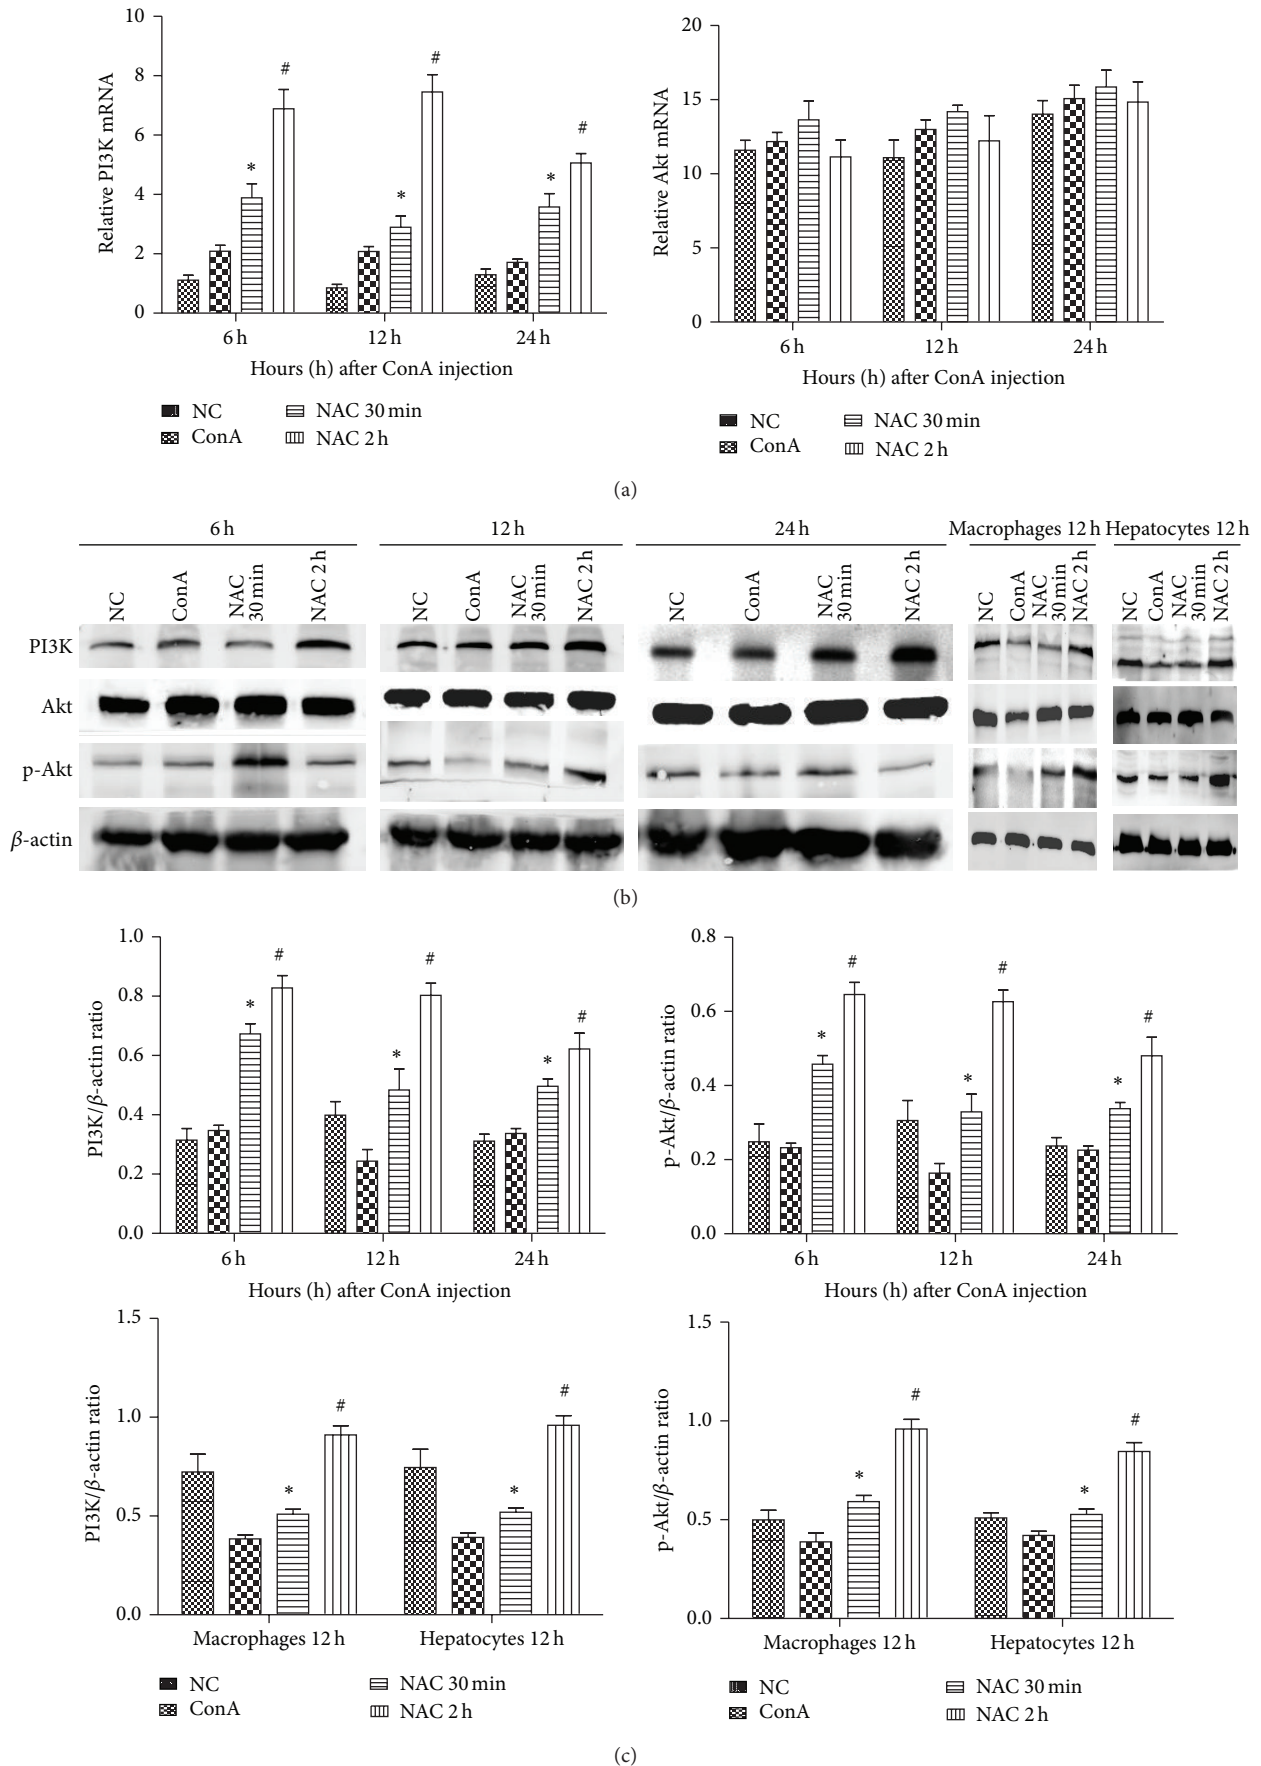 10
8
6
4
2
0
Relative PI3K mRNA
#
#
#
*
*
*
6 h 12 h 24 h
Hours (h) after ConA injection
NC NAC 30 min
ConA NAC 2 h
20
15
10
5
0
Relative Akt mRNA
6 h 12 h 24 h
Hours (h) after ConA injection
NC NAC 30 min
ConA NAC 2 h
(a)
6 h 12 h 24 h Macrophages 12 h Hepatocytes 12 h
NC ConA NAC 30 min NAC 2 h NC ConA NAC 30 min NAC 2 h NC ConA NAC 30 min NAC 2 h NC ConA NAC 30 min NAC 2 h NC ConA NAC 30 min NAC 2 h
PI3K
Akt
p-Akt
β-actin
(b)
1.0
0.8
0.6
0.4
0.2
0.0
PI3K/β-actin ratio
#
#
#
*
*
*
6 h 12 h 24 h
Hours (h) after ConA injection
0.8
0.6
0.4
0.2
0.0
p-Akt/β-actin ratio
#
#
#
*
*
*
6 h 12 h 24 h
Hours (h) after ConA injection
1.5
1.0
0.5
0.0
PI3K/β-actin ratio
#
#
*
*
Macrophages 12 h Hepatocytes 12 h
NC NAC 30 min
ConA NAC 2 h
1.5
1.0
0.5
0.0
p-Akt/β-actin ratio
#
#
*
*
Macrophages 12 h Hepatocytes 12 h
NC NAC 30 min
ConA NAC 2 h
(c)